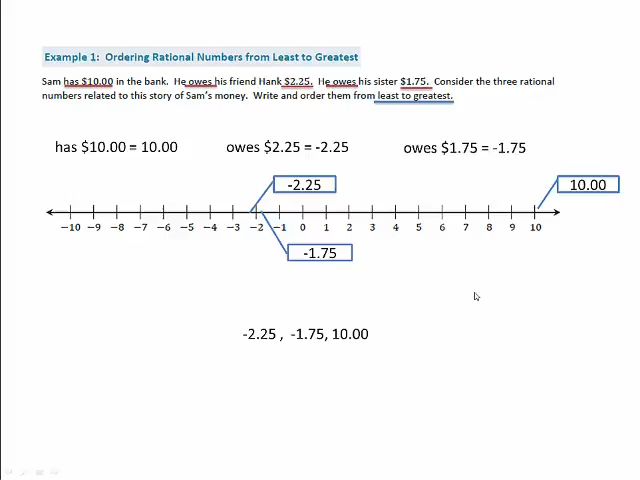 Example 1: Ordering Rational Numbers from Least to Greatest
Sam has $10.00 in the bank. He owes his friend Hank $2.25. He owes his sister $1.75. Consider the three rational
numbers related to this story of Sam's money. Write and order them from least to greatest.
has $10.00 = 10.00 owes $2.25 = -2.25 owes $1.75 = -1.75
-2.25 10.00
−10 −9 −8 −7 −6 −5 −4 −3 −2 −1 0 1 2 3 4 5 6 7 8 9 10
-1.75
-2.25 , -1.75, 10.00